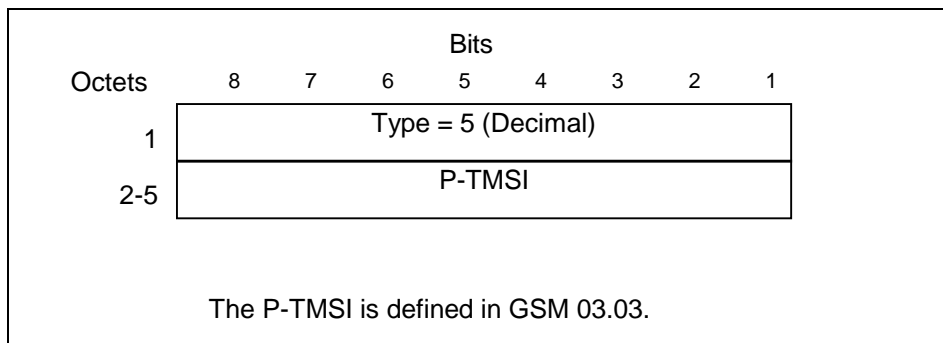 Bits
Octets 8 7 6 5 4 3 2 1
1 Type = 5 (Decimal)
2-5 P-TMSI
The P-TMSI is defined in GSM 03.03.